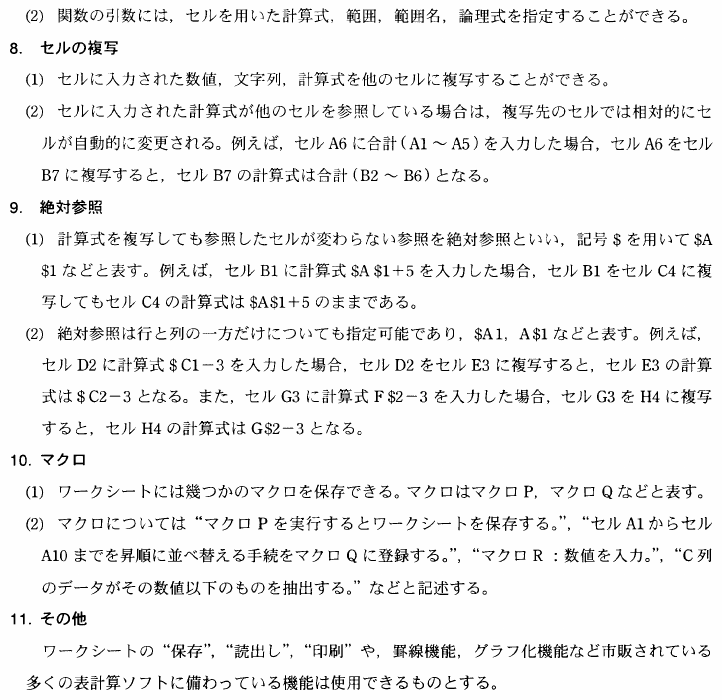 (2) 関数の引数には，セルを用いた計算式，範囲，範囲名，論理式を指定することができる。
8. セルの複写
(1) セルに入力された数値，文字列，計算式を他のセルに複写することができる。
(2) セルに入力された計算式が他のセルを参照している場合は，複写先のセルでは相対的にセ
ルが自動的に変更される。例えば，セル A6 に合計(A1 ～ A5)を入力した場合，セル A6 をセル
B7 に複写すると，セル B7 の計算式は合計(B2 ～ B6)となる。
9. 絶対参照
(1) 計算式を複写しても参照したセルが変わらない参照を絶対参照といい，記号 $ を用いて $A
$1 などと表す。例えば，セル B1 に計算式 $A $1+5 を入力した場合，セル B1 をセル C4 に複
写してもセル C4 の計算式は $A$1+5 のままである。
(2) 絶対参照は行と列の一方だけについても指定可能であり，$A1，A$1 などと表す。例えば，
セル D2 に計算式 $C1－3 を入力した場合，セル D2 をセル E3 に複写すると，セル E3 の計算
式は $C2－3 となる。また，セル G3 に計算式 F $2－3 を入力した場合，セル G3 を H4 に複写
すると，セル H4 の計算式は G$2－3 となる。
10. マクロ
(1) ワークシートには幾つかのマクロを保存できる。マクロはマクロ P，マクロ Q などと表す。
(2) マクロについては“マクロ P を実行するとワークシートを保存する。”，“セル A1 からセル
A10 までを昇順に並べ替える手続をマクロ Q に登録する。”，“マクロ R ：数値を入力。”，“C 列
のデータがその数値以下のものを抽出する。”などと記述する。
11. その他
ワークシートの“保存”，“読出し”，“印刷”や，罫線機能，グラフ化機能など市販されている
多くの表計算ソフトに備わっている機能は使用できるものとする。